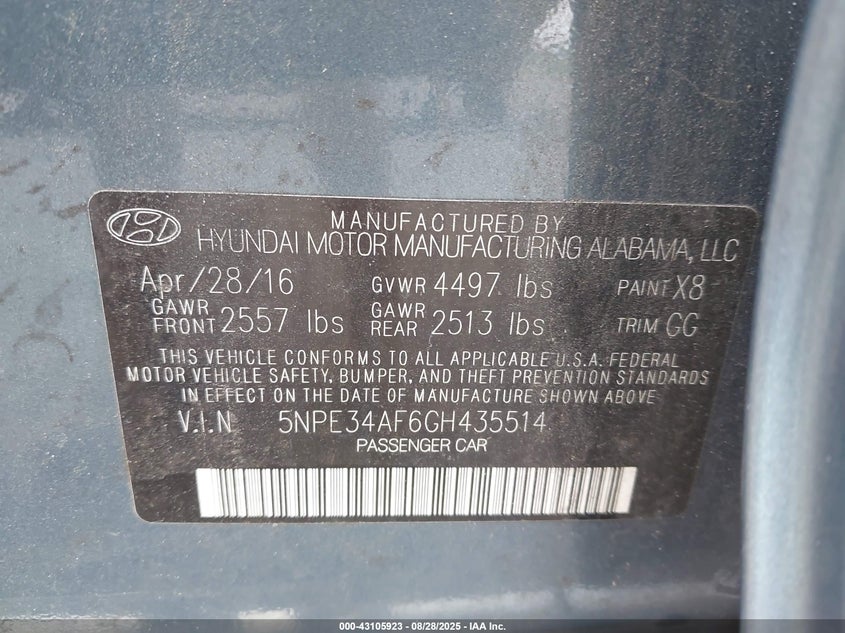 MANUFACTURED BY
HYUNDAI MOTOR MANUFACTURING ALABAMA, LLC
Apr/28/16 GVWR 4497 lbs PAINT X8
GAWR FRONT 2557 lbs GAWR REAR 2513 lbs TRIM GG
THIS VEHICLE CONFORMS TO ALL APPLICABLE U.S.A. FEDERAL
MOTOR VEHICLE SAFETY, BUMPER, AND THEFT PREVENTION STANDARDS
IN EFFECT ON THE DATE OF MANUFACTURE SHOWN ABOVE
V.I.N 5NPE34AF6GH435514
PASSENGER CAR
000-43105923 - 08/28/2025 - IAA Inc.